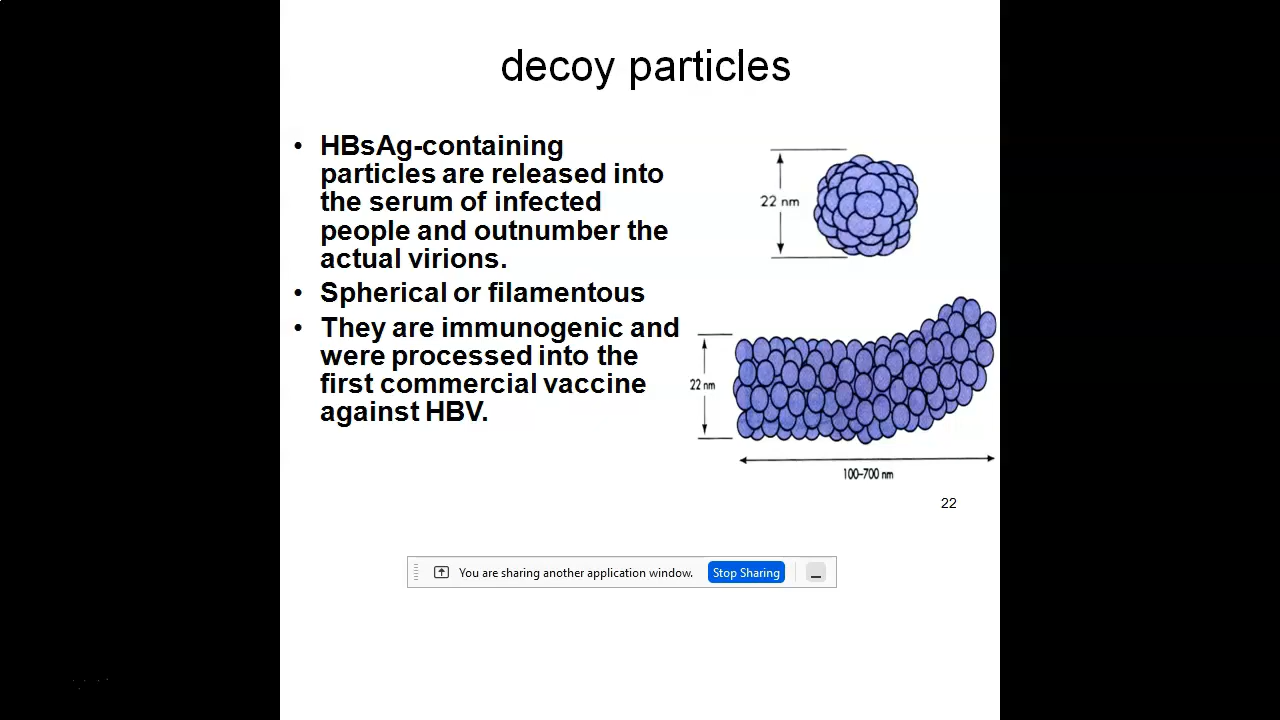 decoy particles
• HBsAg-containing
particles are released into
the serum of infected
people and outnumber the
actual virions.
• Spherical or filamentous
• They are immunogenic and
were processed into the
first commercial vaccine
against HBV.
22 nm
22 nm
100-700 nm
22
You are sharing another application window. Stop Sharing